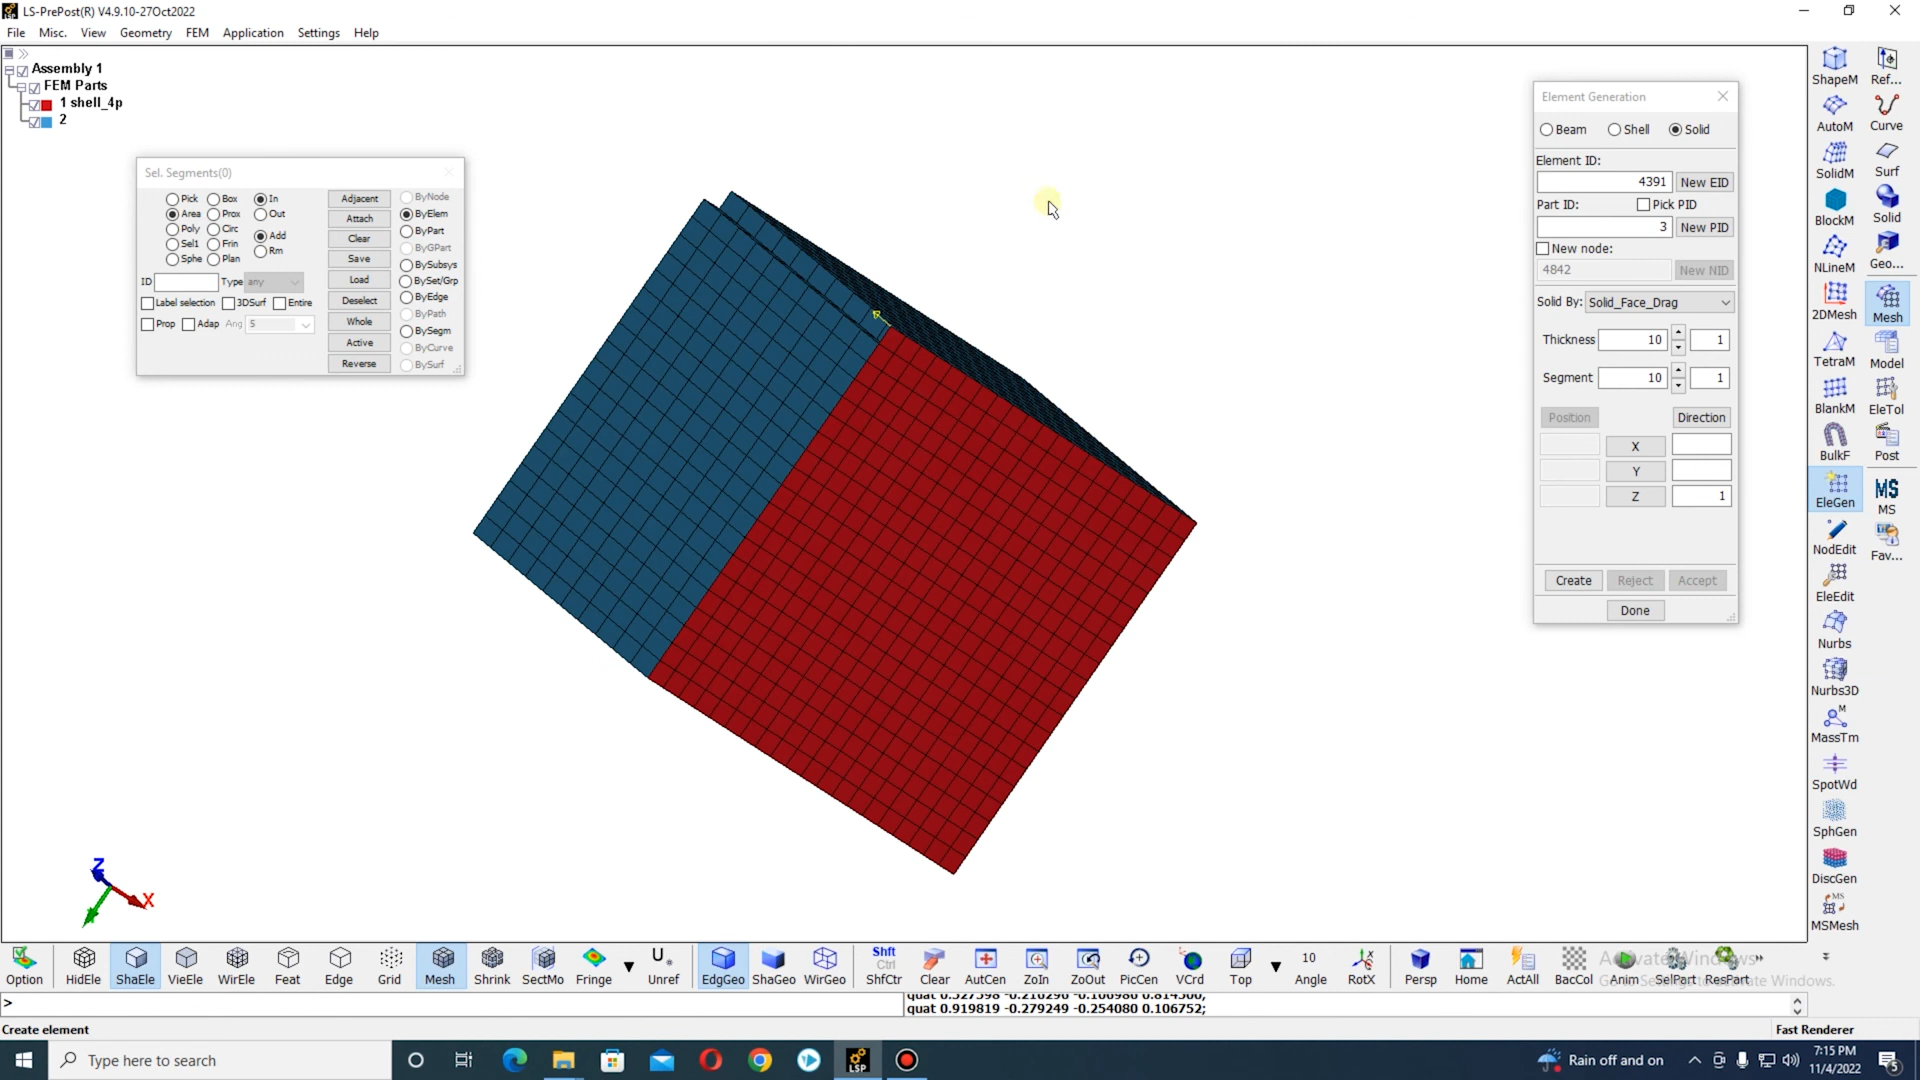 LS-PrePost(R) V4.9.10-27Oct2022
File Misc. View Geometry FEM Application Settings Help
Assembly 1
FEM Parts
1 shell_4p
2
Sel. Segments(0)
Pick Box In Adjacent ByNode
Area Prox Out Attach ByElem
Poly Circ Add Clear ByPart
Sel1 Frin Rm Save ByGPart
Sphe Plan Load BySubsys
ID Type any Deselect BySet/Grp
Label selection 3DSurf Entire Whole ByEdge
Prop Adap Ang 5 Active ByPath
Reverse BySegm
ByCurve
BySurf
Element Generation
Beam Shell Solid
Element ID:
4391 New EID
Part ID: Pick PID
3 New PID
New node:
4842 New NID
Solid By: Solid_Face_Drag
Thickness 10 1
Segment 10 1
Position Direction
X
Y
Z 1
Create Reject Accept
Done
ShapeM Ref...
AutoM Curve
SolidM Surf
BlockM Solid
NLineM Geo...
2DMesh Mesh
TetraM Model
BlankM EleTol
BulkF Post
EleGen MS
MS
NodEdit Fav...
EleEdit
Nurbs
Nurbs3D
M
MassTm
SpotWd
SphGen
DiscGen
MS
MSMesh
Z
X
Option HidEle ShaEle VieEle WirEle Feat Edge Grid Mesh Shrink SectMo Fringe Unref EdgGeo ShaGeo WirGeo ShfCtr Clear AutCen ZoIn ZoOut PicCen VCrd Top Angle RotX Persp Home ActAll BacCol Anim SelPart ResPart
U
Shft
Ctrl
10
Activate Windows
>
quat 0.919819 -0.279249 -0.254080 0.106752;
Create element
Fast Renderer
Type here to search
LSP
Rain off and on
7:15 PM
11/4/2022
5